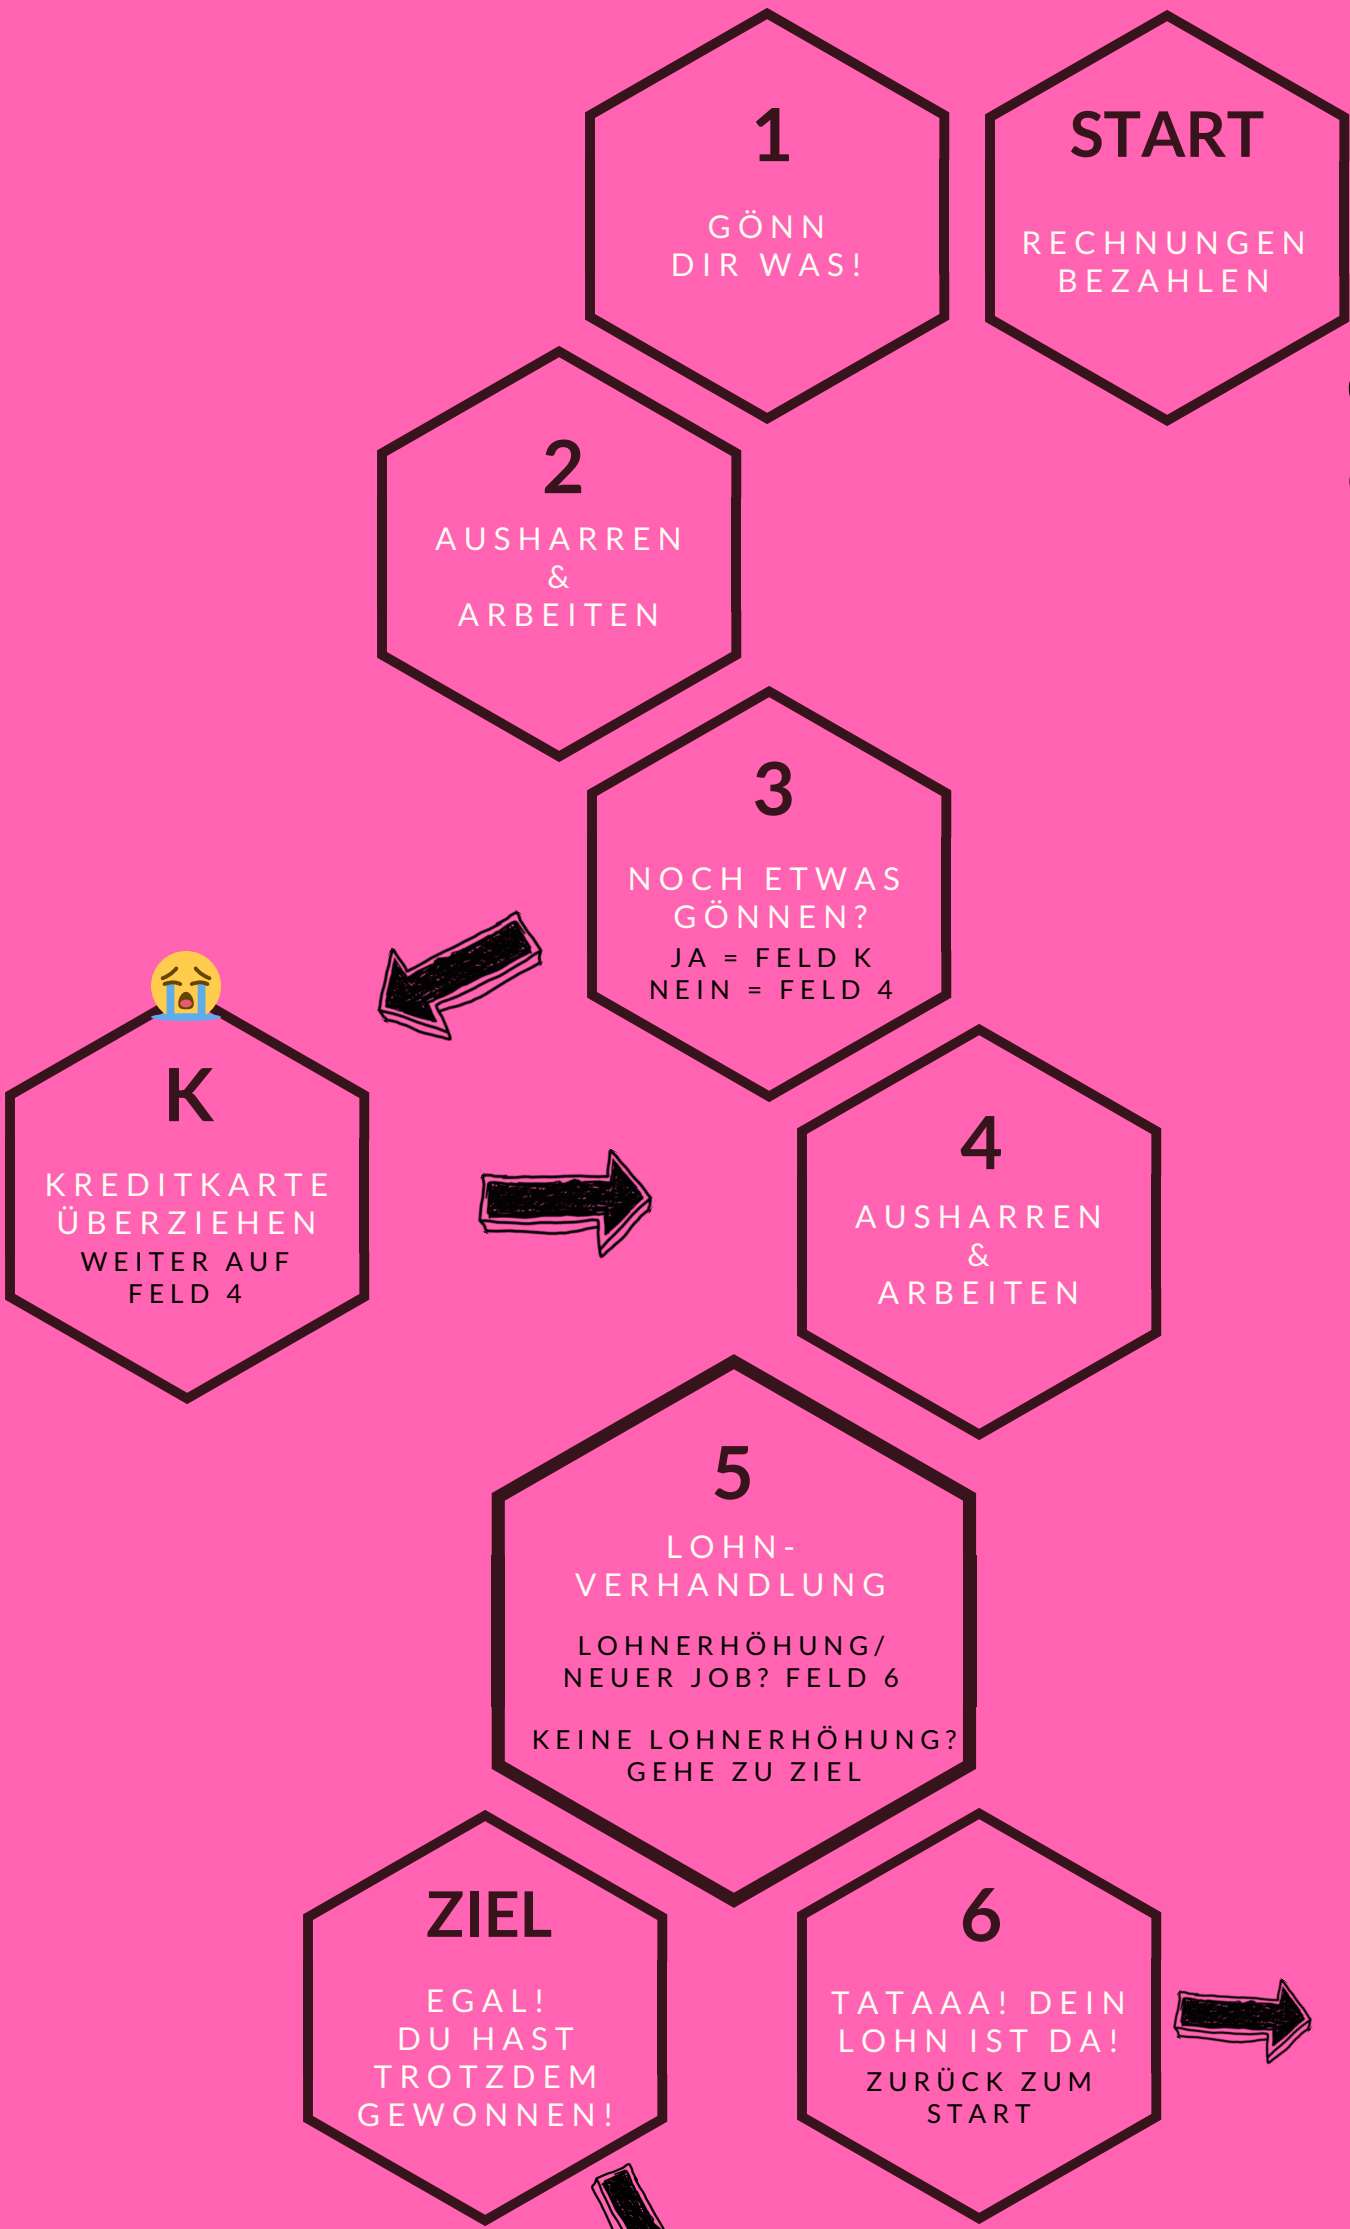 START
RECHNUNGEN
BEZAHLEN
1
GÖNN
DIR WAS!
2
AUSHARREN
&
ARBEITEN
3
NOCH ETWAS
GÖNNEN?
JA = FELD K
NEIN = FELD 4
K
KREDITKARTE
ÜBERZIEHEN
WEITER AUF
FELD 4
4
AUSHARREN
&
ARBEITEN
5
LOHN-
VERHANDLUNG
LOHNERHÖHUNG/
NEUER JOB? FELD 6
KEINE LOHNERHÖHUNG?
GEHE ZU ZIEL
6
TATAAA! DEIN
LOHN IST DA!
ZURÜCK ZUM
START
ZIEL
EGAL!
DU HAST
TROTZDEM
GEWONNEN!